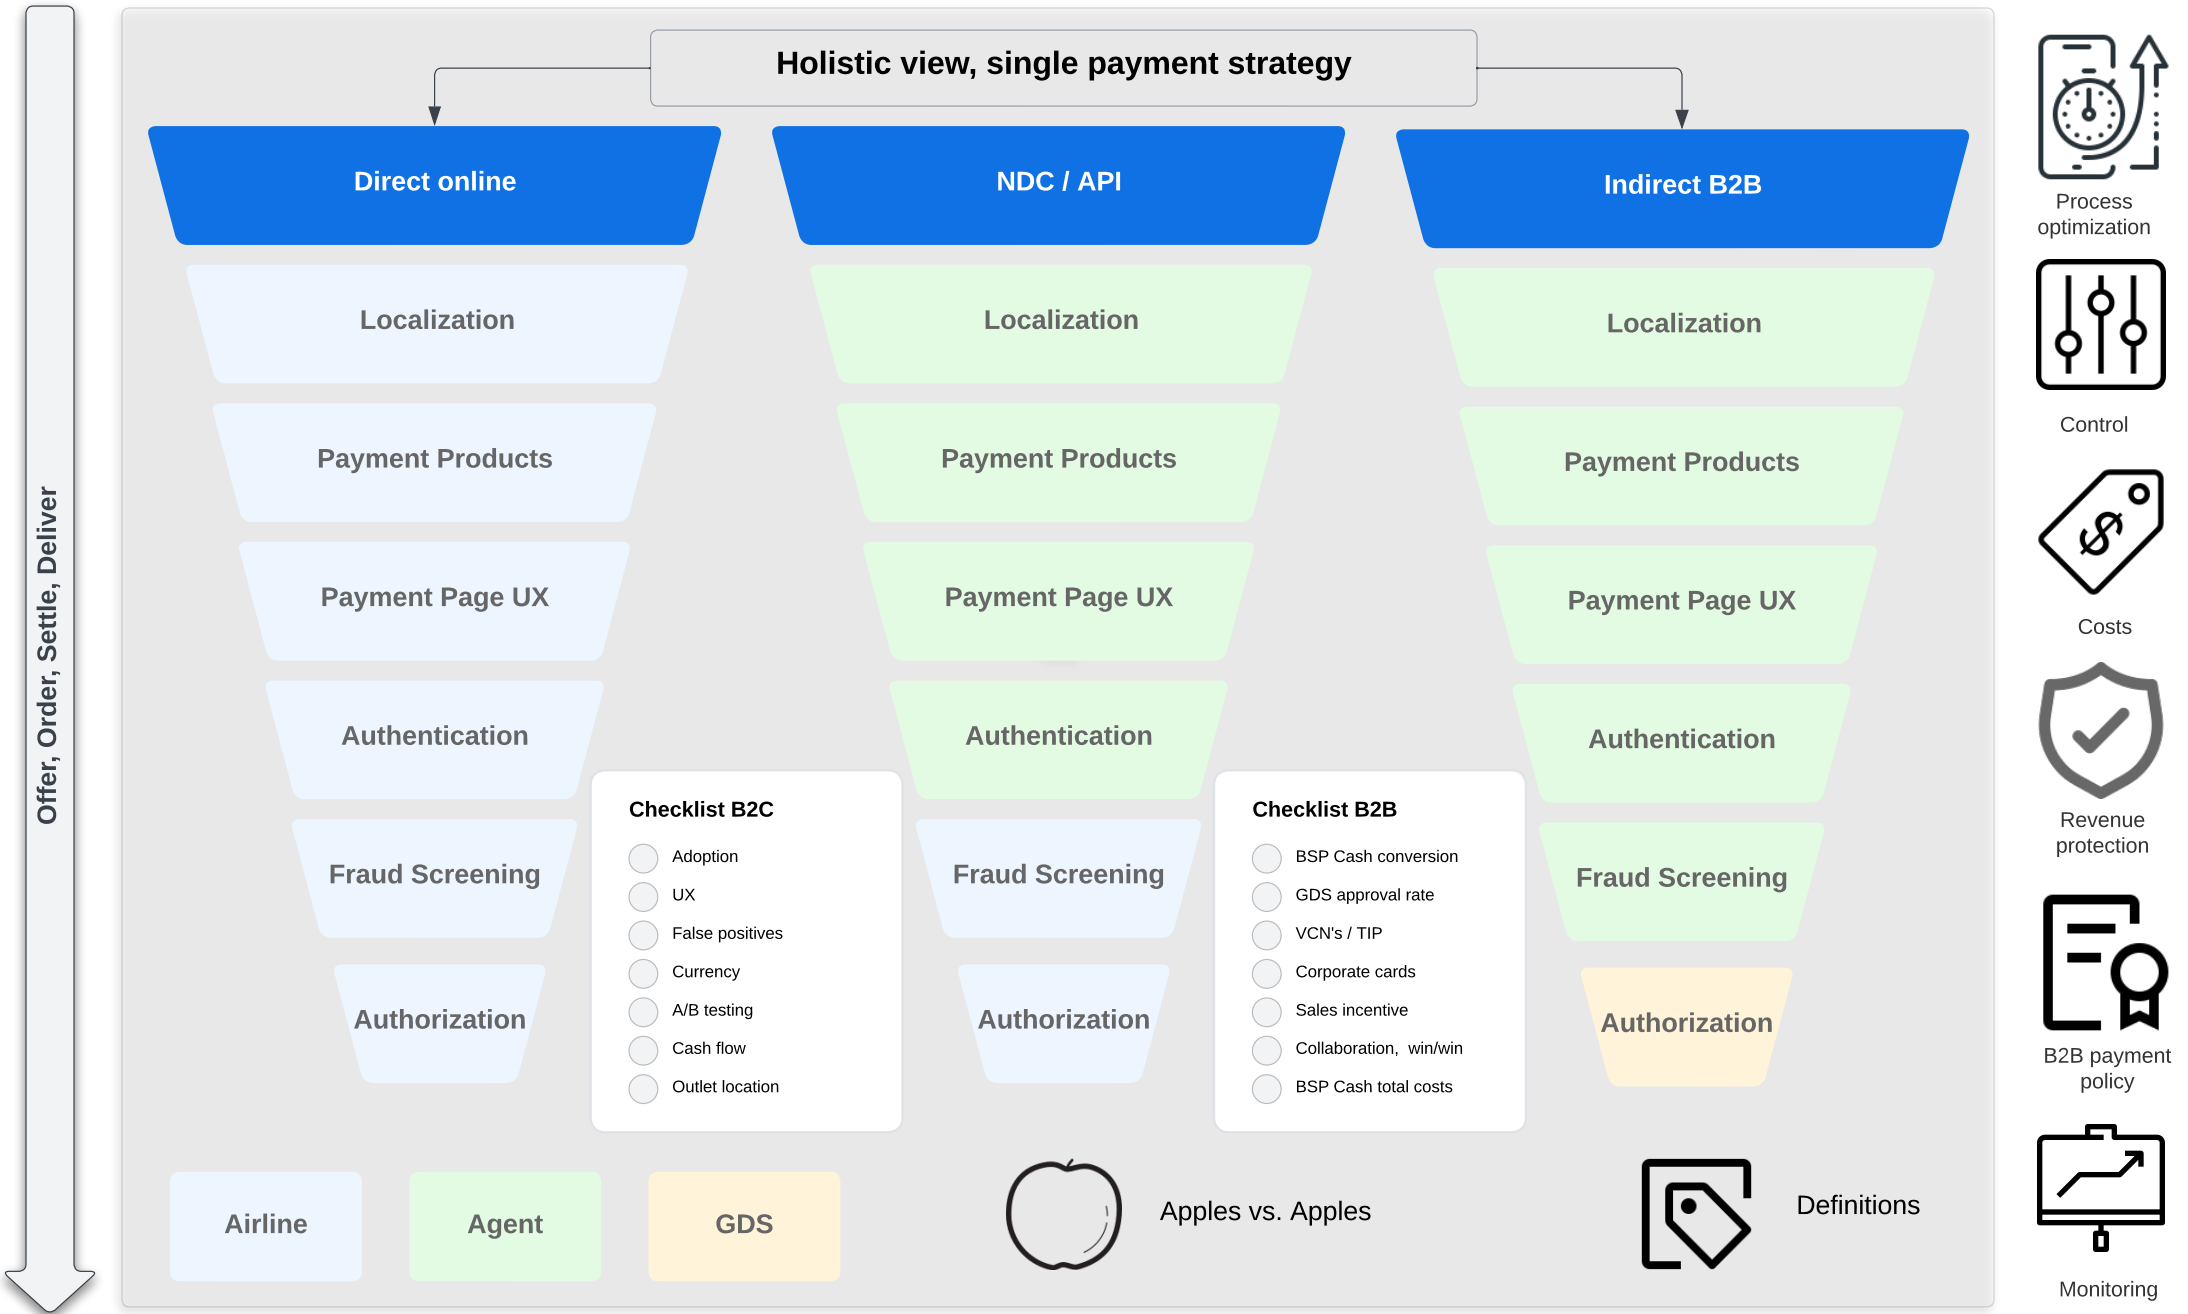 Offer, Order, Settle, Deliver
Holistic view, single payment strategy
Direct online
Localization
Payment Products
Payment Page UX
Authentication
Fraud Screening
Authorization
Checklist B2C
Adoption
UX
False positives
Currency
A/B testing
Cash flow
Outlet location
NDC / API
Localization
Payment Products
Payment Page UX
Authentication
Fraud Screening
Authorization
Checklist B2B
BSP Cash conversion
GDS approval rate
VCN's / TIP
Corporate cards
Sales incentive
Collaboration,  win/win
BSP Cash total costs
Indirect B2B
Localization
Payment Products
Payment Page UX
Authentication
Fraud Screening
Authorization
Airline
Agent
GDS
Apples vs. Apples
Definitions
Process
optimization
Control
$
Costs
Revenue
protection
B2B payment
policy
Monitoring